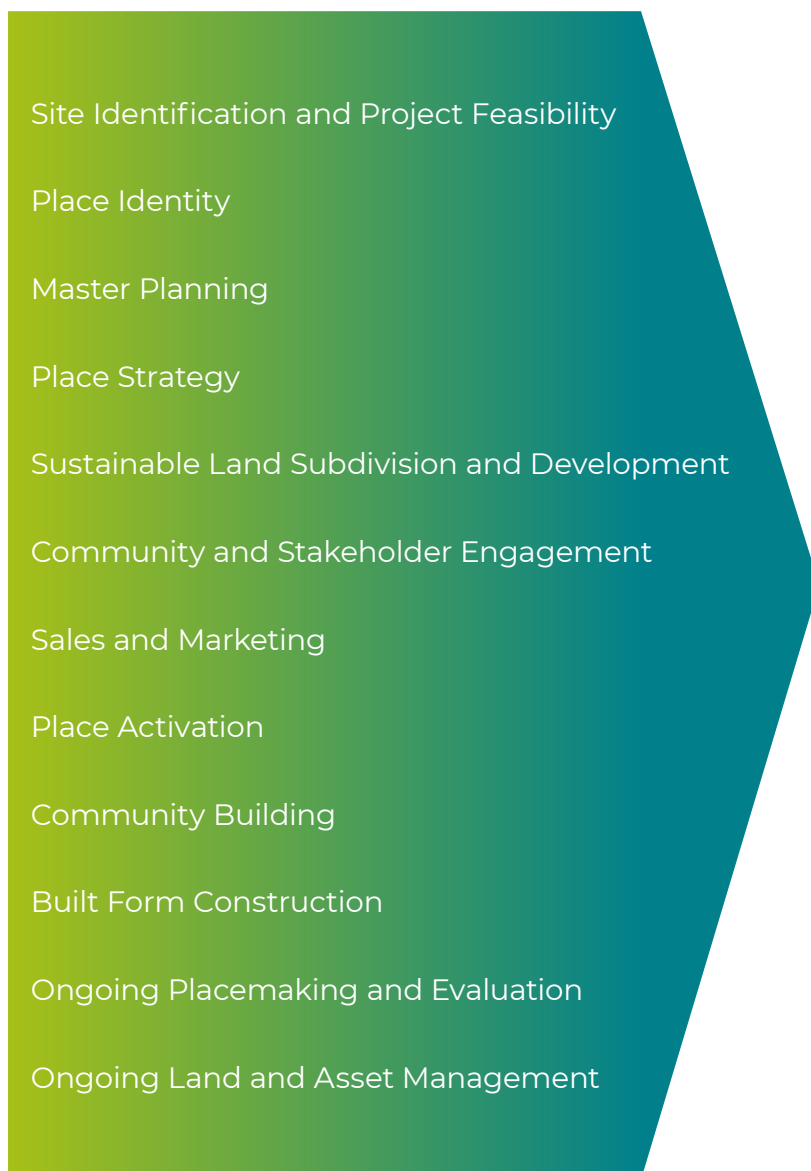 Site Identification and Project Feasibility
Place Identity
Master Planning
Place Strategy
Sustainable Land Subdivision and Development
Community and Stakeholder Engagement
Sales and Marketing
Place Activation
Community Building
Built Form Construction
Ongoing Placemaking and Evaluation
Ongoing Land and Asset Management